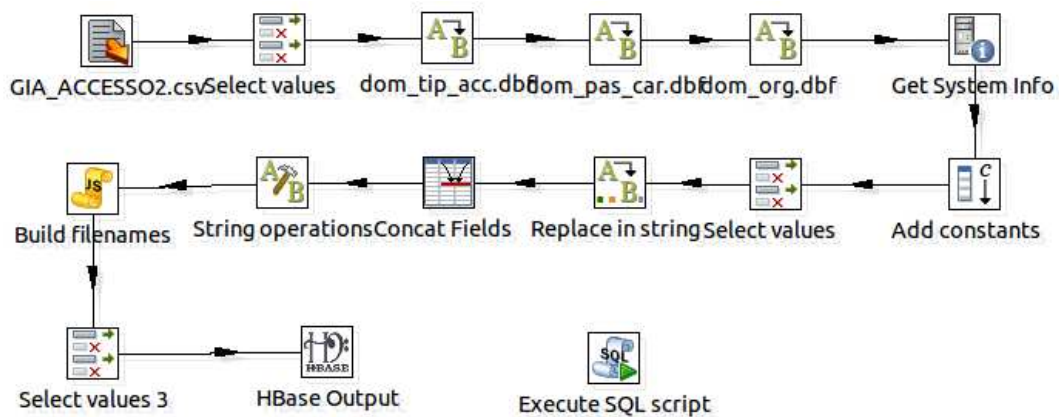 GIA_ACCESSO2.csv Select values dom_tip_acc.dbf dom_pas_car.dbf dom_org.dbf Get System Info
Build filenames String operations Concat Fields Replace in string Select values Add constants
Select values 3 HBase Output Execute SQL script